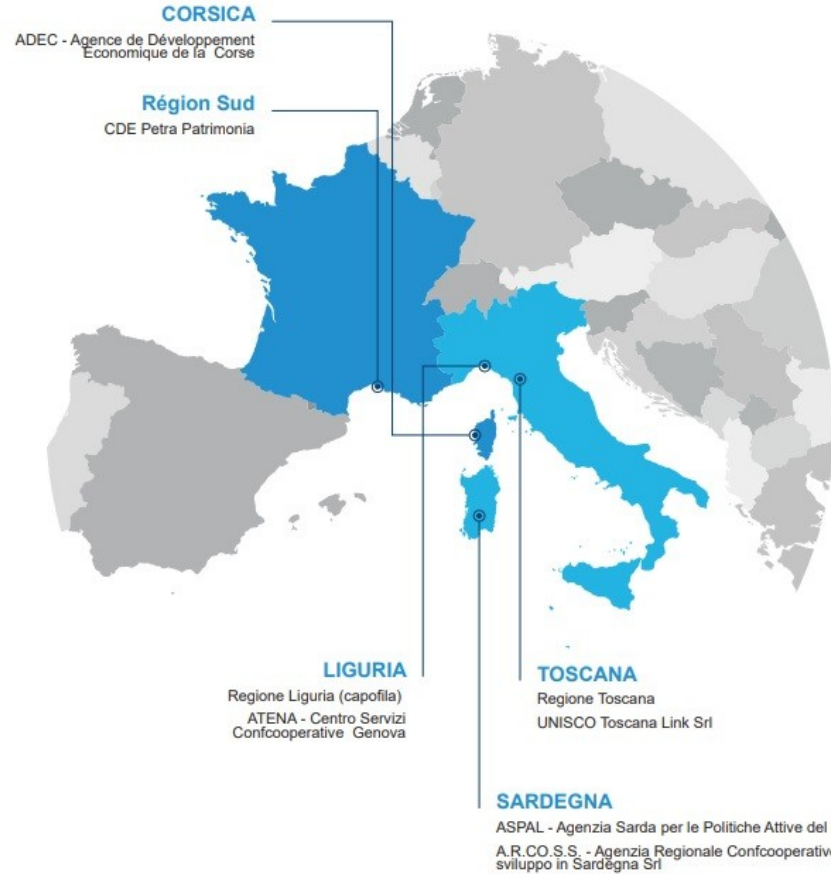 CORSICA
ADEC - Agence de Développement
Economique de la Corse
Région Sud
CDE Petra Patrimonia
LIGURIA
Regione Liguria (capofila)
ATENA - Centro Servizi
Confcooperative Genova
TOSCANA
Regione Toscana
UNISCO Toscana Link Srl
SARDEGNA
ASPAL - Agenzia Sarda per le Politiche Attive del
A.R.CO.S.S. - Agenzia Regionale Confcooperative
sviluppo in Sardegna Srl